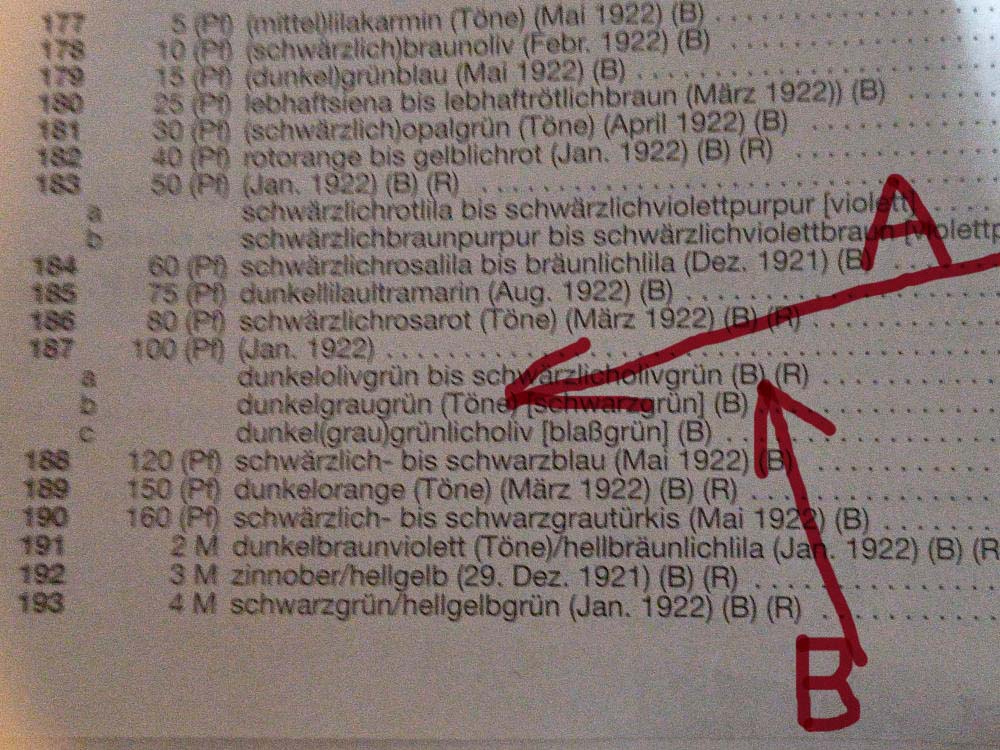 177 5 (Pf) (mittel)lilakarmin (Töne) (Mai 1922) (B)
178 10 (Pf) (schwärzlich)braunoliv (Febr. 1922) (B)
179 15 (Pf) (dunkel)grünblau (Mai 1922) (B)
180 25 (Pf) lebhaftsiena bis lebhaftrötlichbraun (März 1922)) (B)
181 30 (Pf) (schwärzlich)opalgrün (Töne) (April 1922) (B)
182 40 (Pf) rotorange bis gelblichrot (Jan. 1922) (B) (R)
183 50 (Pf) (Jan. 1922) (B) (R)
a schwärzlichrotlila bis schwärzlichviolettpurpur [violett]
b schwärzlichbraunpurpur bis schwärzlichviolettbraun [violettp
A
184 60 (Pf) schwärzlichrosalila bis bräunlichlila (Dez. 1921) (B)
185 75 (Pf) dunkellilaultramarin (Aug. 1922) (B)
186 80 (Pf) schwärzlichrosarot (Töne) (März 1922) (B) (R)
187 100 (Pf) (Jan. 1922)
a dunkelolivgrün bis schwärzlicholivgrün (B) (R)
b dunkelgraugrün (Töne) [schwarzgrün] (B)
c dunkel(grau)grünlicholiv [blaßgrün] (B)
188 120 (Pf) schwärzlich- bis schwarzblau (Mai 1922) (B)
189 150 (Pf) dunkelorange (Töne) (März 1922) (B) (R)
190 160 (Pf) schwärzlich- bis schwarzgrautürkis (Mai 1922) (B)
191 2 M dunkelbraunviolett (Töne)/hellbräunlichlila (Jan. 1922) (B) (R
192 3 M zinnober/hellgelb (29. Dez. 1921) (B) (R)
193 4 M schwarzgrün/hellgelbgrün (Jan. 1922) (B) (R)
B